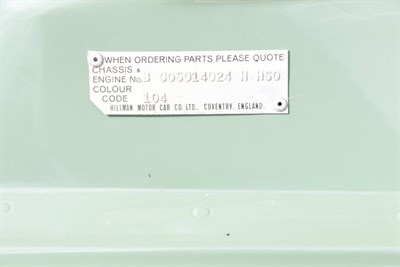 WHEN ORDERING PARTS PLEASE QUOTE
CHASSIS &
ENGINE No. B 005014024 H HSO
COLOUR
CODE 104
HILLMAN MOTOR CAR CO. LTD., COVENTRY, ENGLAND